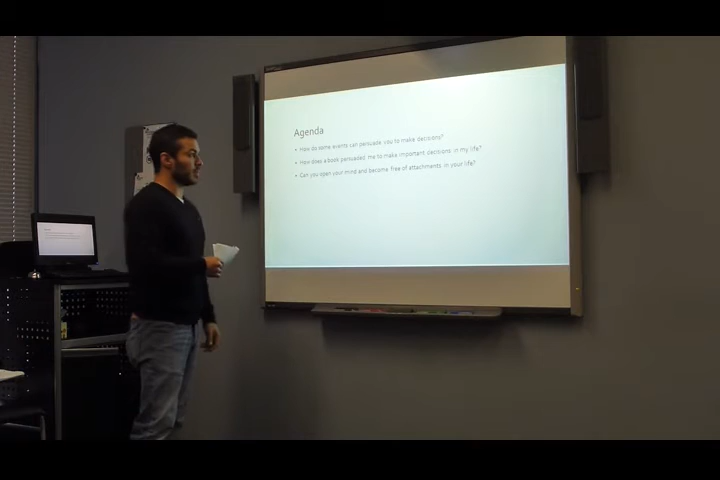 Agenda
• How do some events can persuade you to make decisions?
• How does a book persuaded me to make important decisions in my life?
• Can you open your mind and become free of attachments in your life?